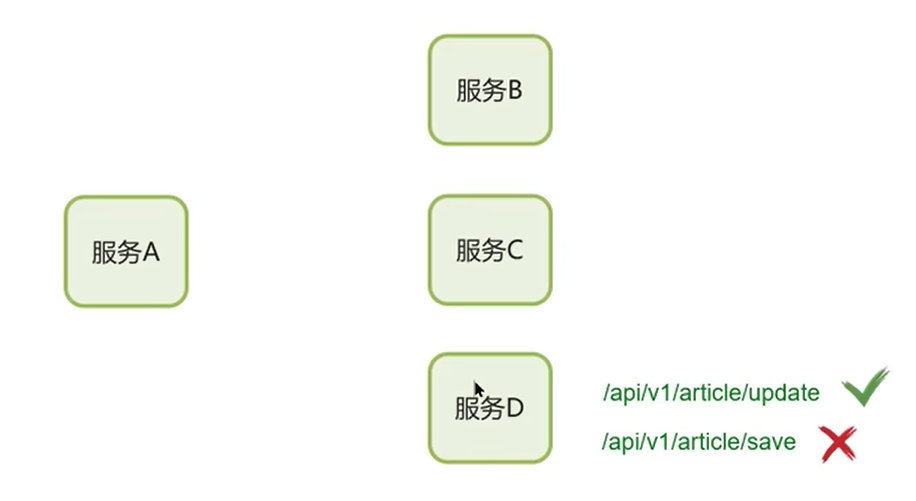 服务B
服务A
服务C
服务D
/api/v1/article/update
/api/v1/article/save